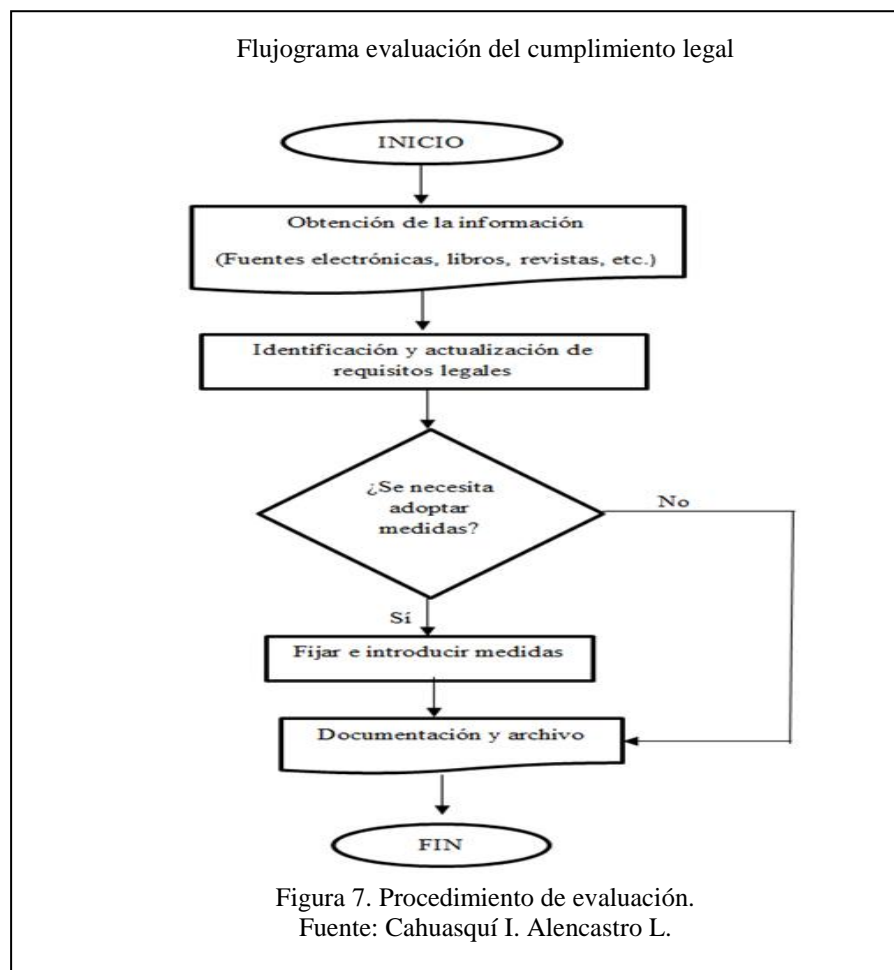 Flujograma evaluación del cumplimiento legal
INICIO
Obtención de la información
(Fuentes electrónicas, libros, revistas, etc.)
Identificación y actualización de
requisitos legales
¿Se necesita
adoptar
medidas?
No
Sí
Fijar e introducir medidas
Documentación y archivo
FIN
Figura 7. Procedimiento de evaluación.
Fuente: Cahuasquí I. Alencastro L.